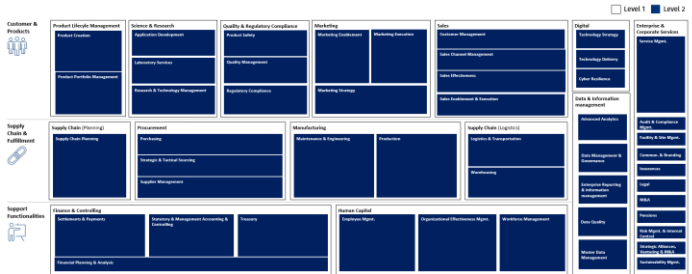 Level 1
Level 2
Customer &
Products
Product Lifecyle Management
Product Creation
Product Portfolio Management
Science & Research
Application Development
Laboratory Services
Research & Technology Management
Quality & Regulatory Compliance
Product Safety
Quality Management
Regulatory Compliance
Marketing
Marketing Enablement
Marketing Execution
Marketing Strategy
Sales
Customer Management
Sales Channel Management
Sales Effectiveness
Sales Enablement & Execution
Digital
Technology Strategy
Technology Delivery
Cyber Resilience
Enterprise &
Corporate Services
Service Mgmt.
Audit & Compliance
Mgmt.
Facility & Site Mgmt.
Commun. & Branding
Insurances
Legal
M&A
Pensions
Risk Mgmt. & Internal
Control
Strategic Alliances,
Venturing & M&A
Sustainability Mgmt.
Data & Information
management
Advanced Analytics
Data Management &
Governance
Enterprise Reporting
& Information
management
Data Quality
Master Data
Management
Supply
Chain &
Fulfillment
Supply Chain (Planning)
Supply Chain Planning
Procurement
Purchasing
Strategic & Tactical Sourcing
Supplier Management
Manufacturing
Maintenance & Engineering
Production
Supply Chain (Logistics)
Logistics & Transportation
Warehousing
Support
Functionalities
Finance & Controlling
Settlements & Payments
Statutory & Management Accounting &
Controlling
Treasury
Financial Planning & Analysis
Human Capital
Employee Mgmt.
Organizational Effectiveness Mgmt.
Workforce Management